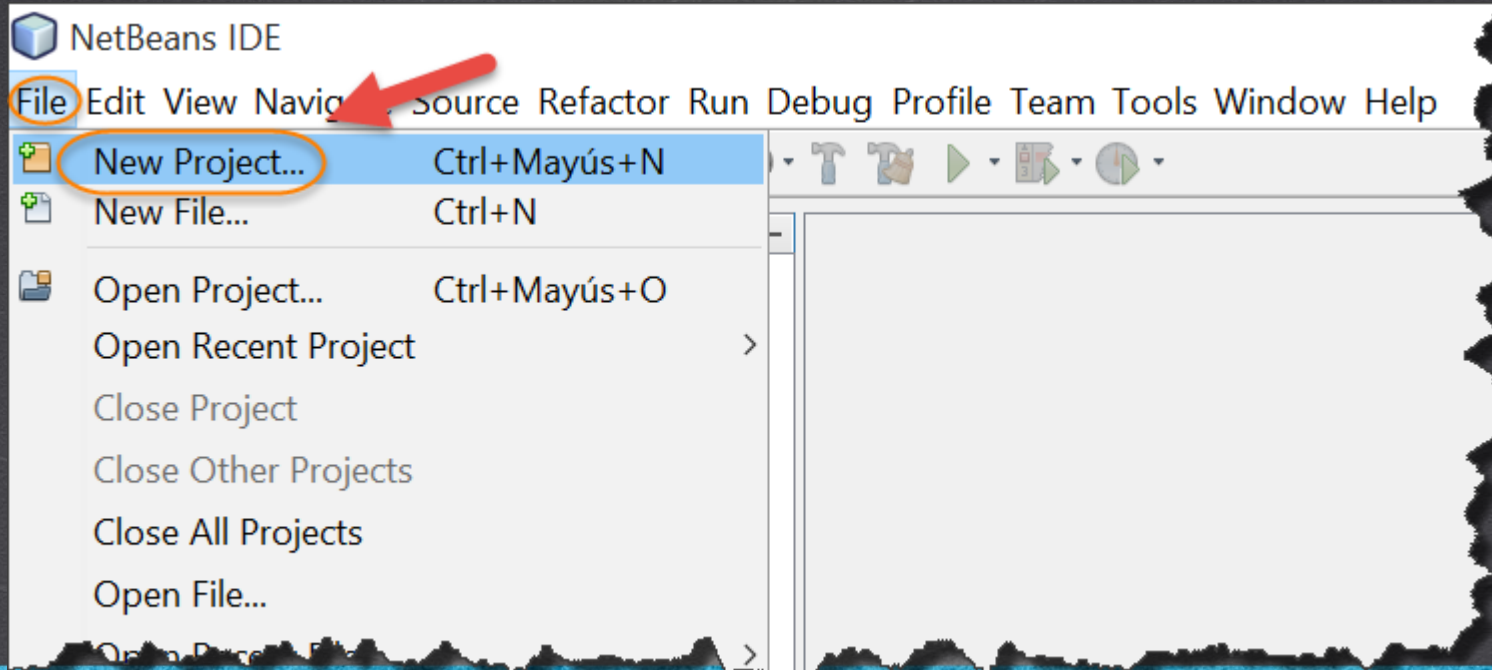 NetBeans IDE
File Edit View Source Refactor Run Debug Profile Team Tools Window Help
New Project... Ctrl+Mayús+N
New File... Ctrl+N
Open Project... Ctrl+Mayús+O
Open Recent Project
Close Project
Close Other Projects
Close All Projects
Open File...